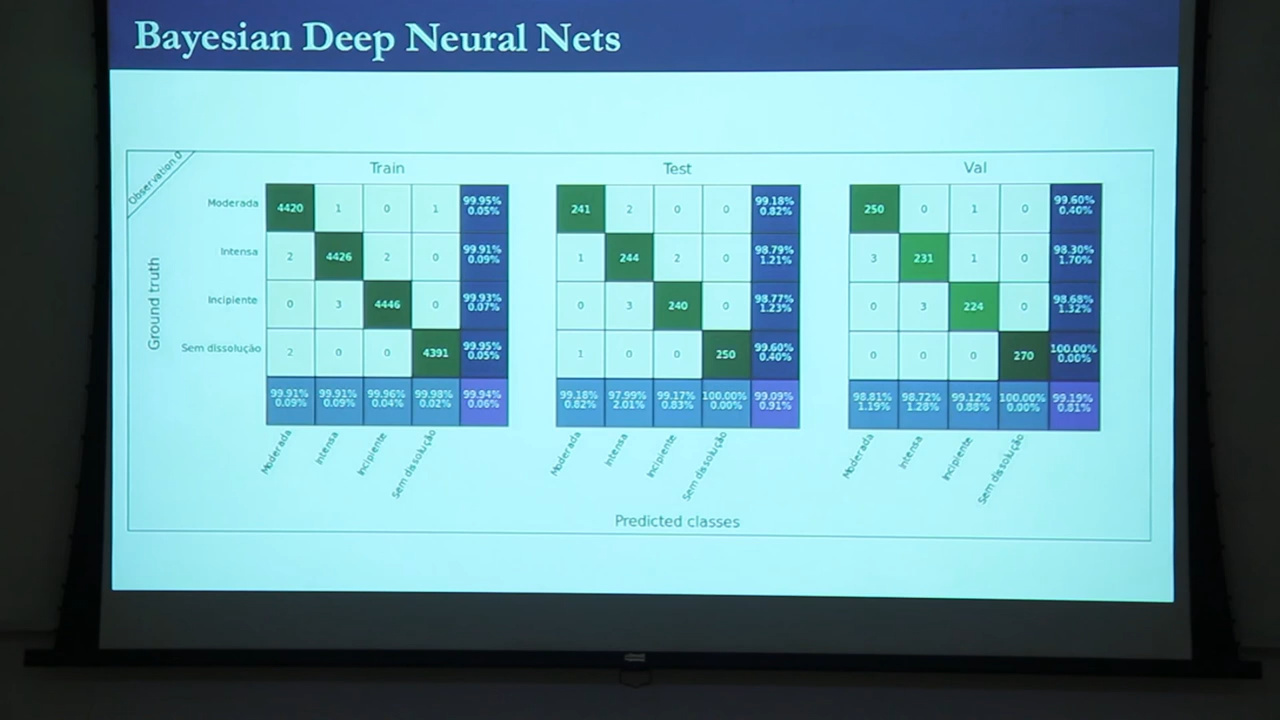 Bayesian Deep Neural Nets
Observation 0
Train Test Val
Moderada 4420 1 0 1 99.95% 0.05% 241 2 0 0 99.18% 0.82% 250 0 1 0 99.60% 0.40%
Intensa 2 4426 2 0 99.91% 0.09% 1 244 2 0 98.79% 1.21% 3 231 1 0 98.30% 1.70%
Incipiente 0 3 4446 0 99.93% 0.07% 0 3 240 0 98.77% 1.23% 0 3 224 0 98.68% 1.32%
Sem dissolução 2 0 0 4391 99.95% 0.05% 1 0 0 250 99.60% 0.40% 0 0 0 270 100.00% 0.00%
99.91% 99.91% 99.96% 99.98% 99.94% 99.18% 97.99% 99.17% 100.00% 99.09% 98.81% 98.72% 99.12% 100.00% 99.19%
0.09% 0.09% 0.04% 0.02% 0.06% 0.82% 2.01% 0.83% 0.00% 0.91% 1.19% 1.28% 0.88% 0.00% 0.81%
Ground truth
Moderada Intensa Incipiente Sem dissolução Moderada Intensa Incipiente Sem dissolução Moderada Intensa Incipiente Sem dissolução
Predicted classes